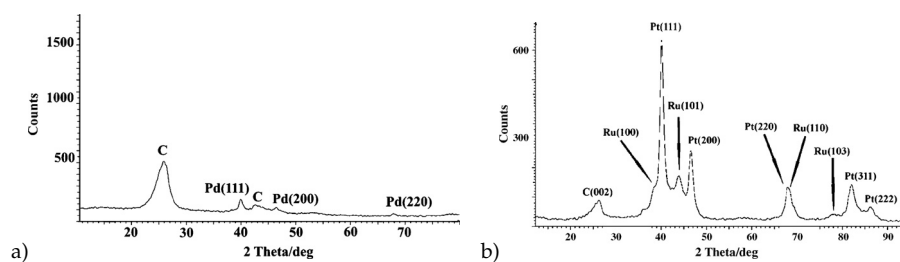 1500
1000
500
Counts
C
Pd(111)
C
Pd(200)
Pd(220)
20
30
40
50
60
70
2 Theta/deg
a)
600
300
Counts
Pt(111)
Ru(100)
Ru(101)
Pt(200)
C(002)
Pt(220)
Ru(110)
Ru(103)
Pt(311)
Pt(222)
20
30
40
50
60
70
80
90
2 Theta/deg
b)